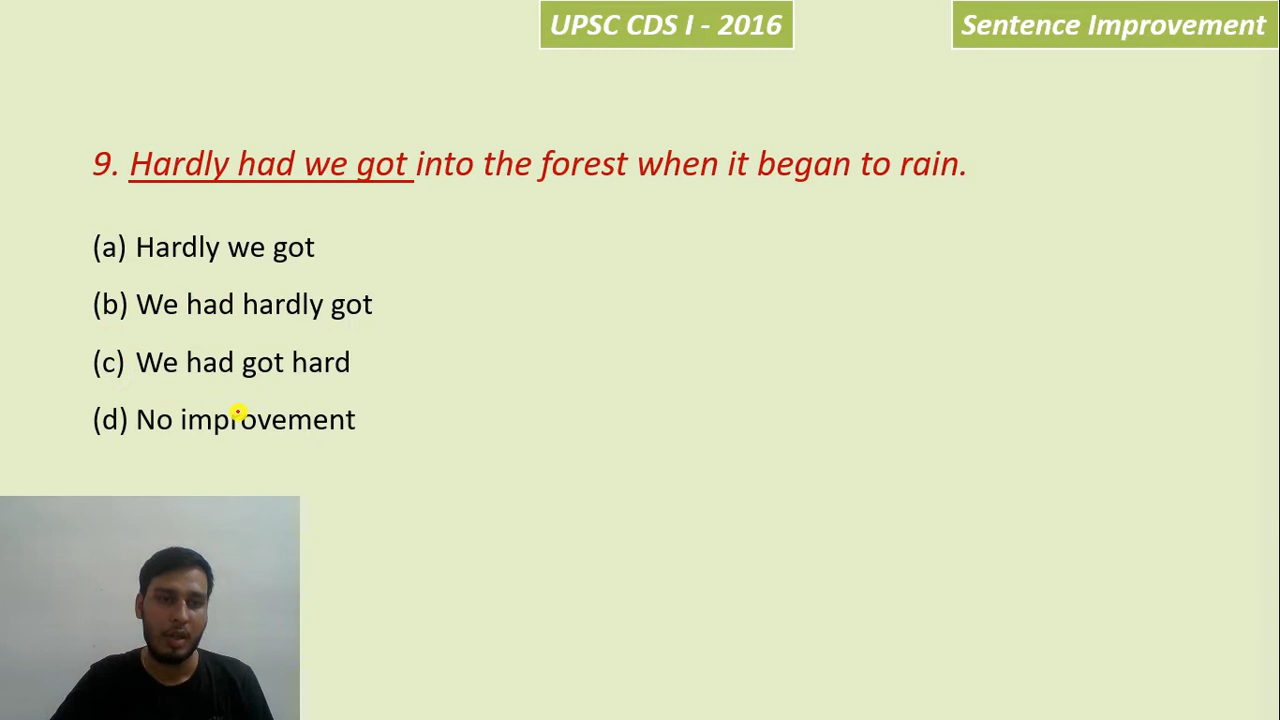 UPSC CDS I - 2016
Sentence Improvement
9. Hardly had we got into the forest when it began to rain.
(a) Hardly we got
(b) We had hardly got
(c) We had got hard
(d) No improvement